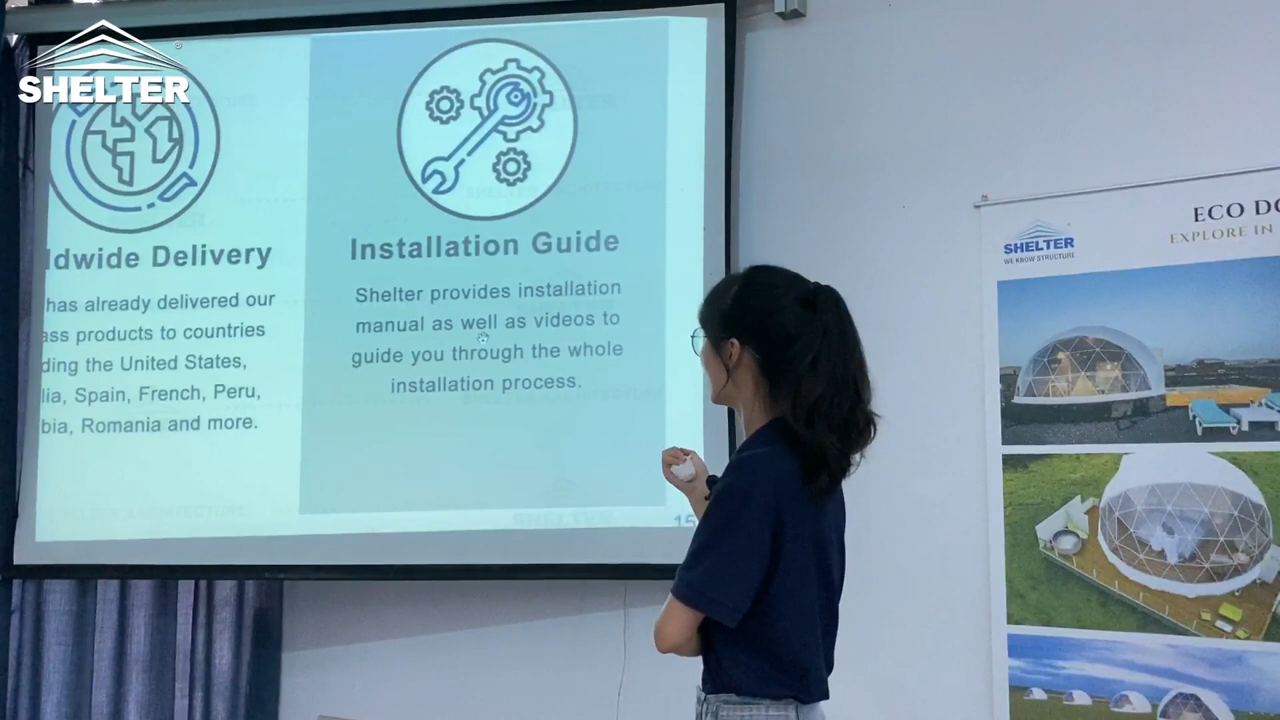 SHELTER
ldwide Delivery
has already delivered our
ass products to countries
ding the United States,
lia, Spain, French, Peru,
bia, Romania and more.
Installation Guide
Shelter provides installation
manual as well as videos to
guide you through the whole
installation process.
15
ECO DO
EXPLORE IN
SHELTER
WE KNOW STRUCTURE